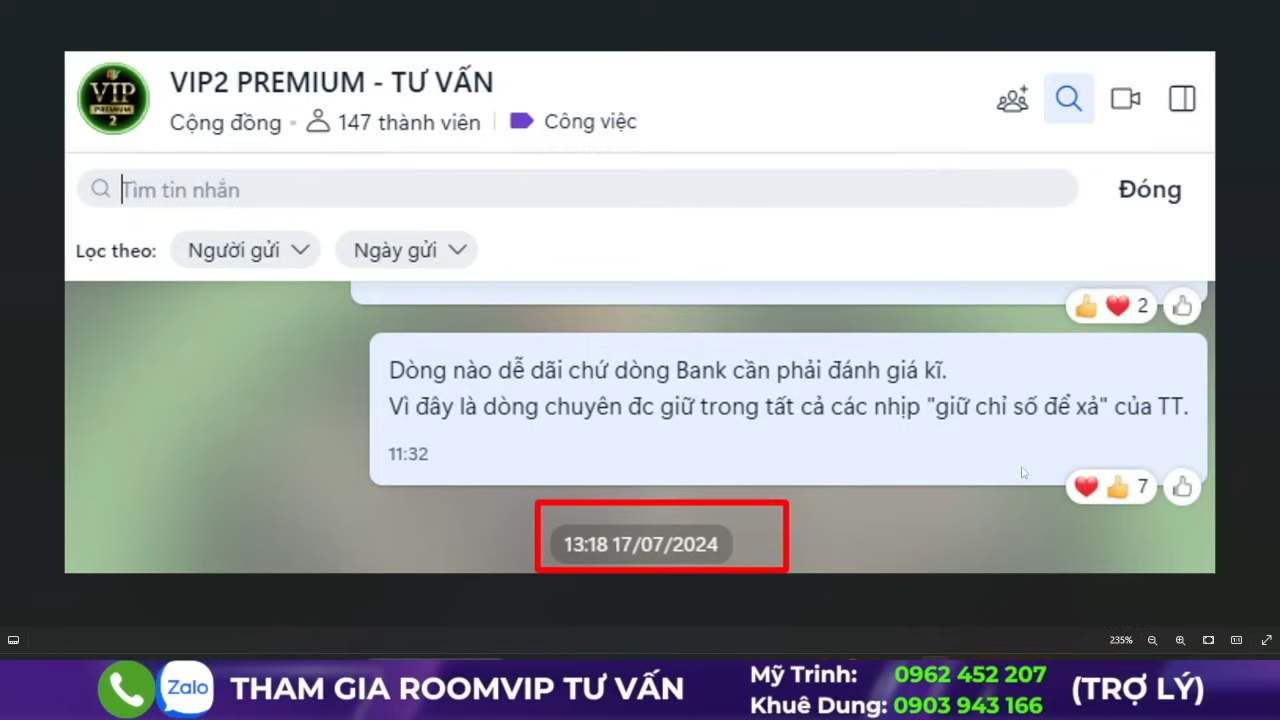 VIP
PREMIUM
2
VIP2 PREMIUM - TƯ VẤN
Cộng đồng
147 thành viên
Công việc
Tìm tin nhắn
Đóng
Lọc theo:
Người gửi
Ngày gửi
2
Dòng nào dễ dãi chứ dòng Bank cần phải đánh giá kĩ.
Vì đây là dòng chuyên đc giữ trong tất cả các nhịp "giữ chỉ số để xả" của TT.
11:32
7
13:18 17/07/2024
235%
Zalo
THAM GIA ROOMVIP TƯ VẤN
Mỹ Trinh: 0962 452 207
Khuê Dung: 0903 943 166
(TRỢ LÝ)